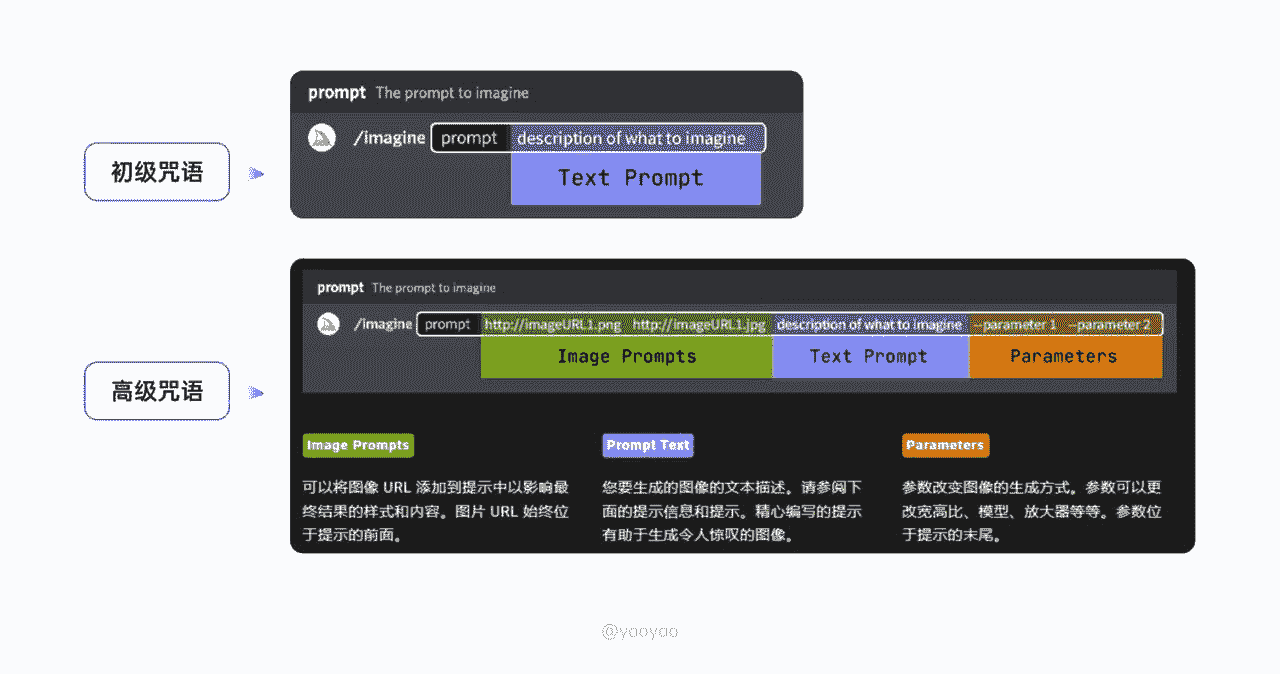 prompt The prompt to imagine
/imagine prompt description of what to imagine
初级咒语
Text Prompt
prompt The prompt to imagine
/imagine prompt http://imageURL1.png http://imageURL1.jpg description of what to imagine --parameter 1 --parameter 2
Image Prompts Text Prompt Parameters
高级咒语
Image Prompts
可以将图像 URL 添加到提示中以影响最
终结果的样式和内容。图片 URL 始终位
于提示的前面。
Prompt Text
您要生成的图像的文本描述。请参阅下
面的提示信息和提示。精心编写的提示
有助于生成令人惊叹的图像。
Parameters
参数改变图像的生成方式。参数可以更
改宽高比、模型、放大器等等。参数位
于提示的末尾。
@yaoyao